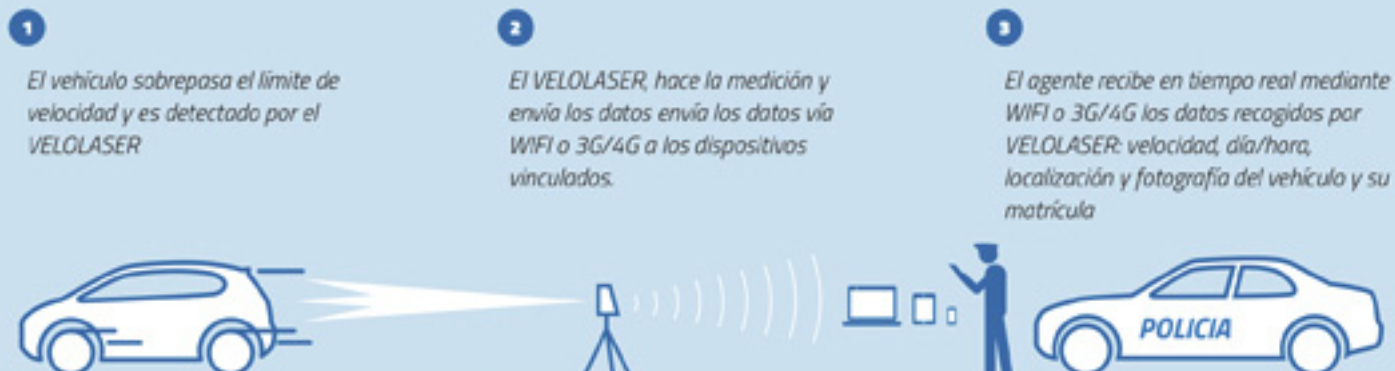 1
El vehículo sobrepasa el límite de
velocidad y es detectado por el
VELOLASER
2
El VELOLASER, hace la medición y
envía los datos envía los datos vía
WIFI o 3G/4G a los dispositivos
vinculados.
3
El agente recibe en tiempo real mediante
WIFI o 3G/4G los datos recogidos por
VELOLASER: velocidad, día/hora,
localización y fotografía del vehículo y su
matrícula
POLICIA